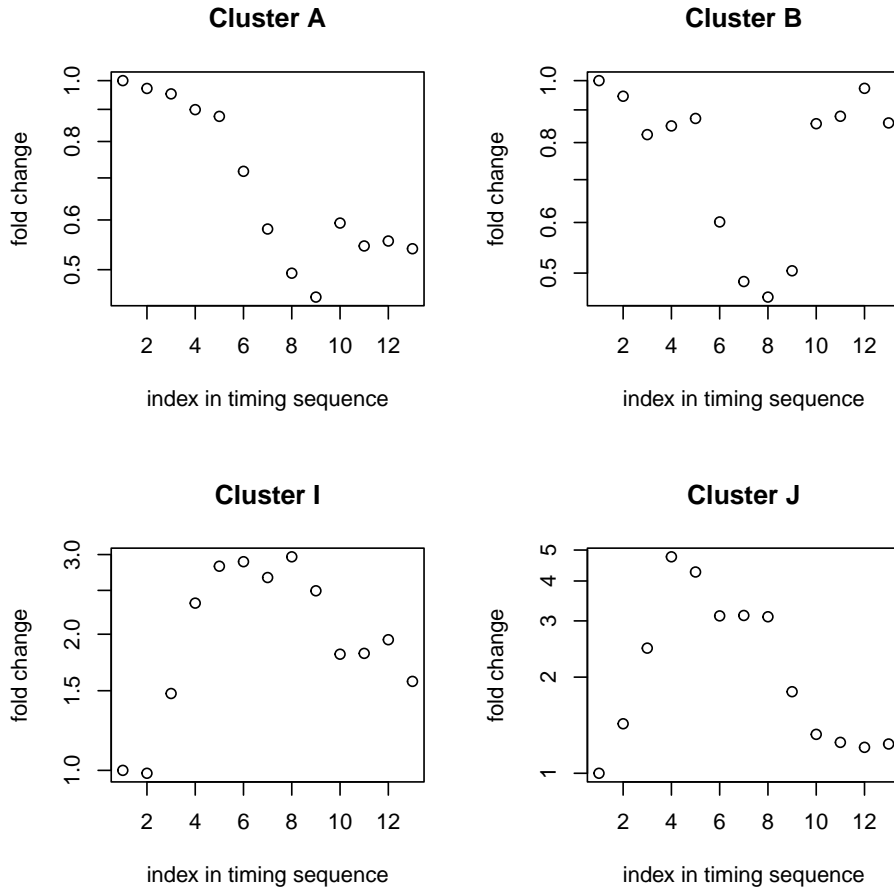 Cluster A
fold change
1.0
0.8
0.6
0.5
2 4 6 8 10 12
index in timing sequence
Cluster B
fold change
1.0
0.8
0.6
0.5
2 4 6 8 10 12
index in timing sequence
Cluster I
fold change
3.0
2.0
1.5
1.0
2 4 6 8 10 12
index in timing sequence
Cluster J
fold change
5
4
3
2
1
2 4 6 8 10 12
index in timing sequence